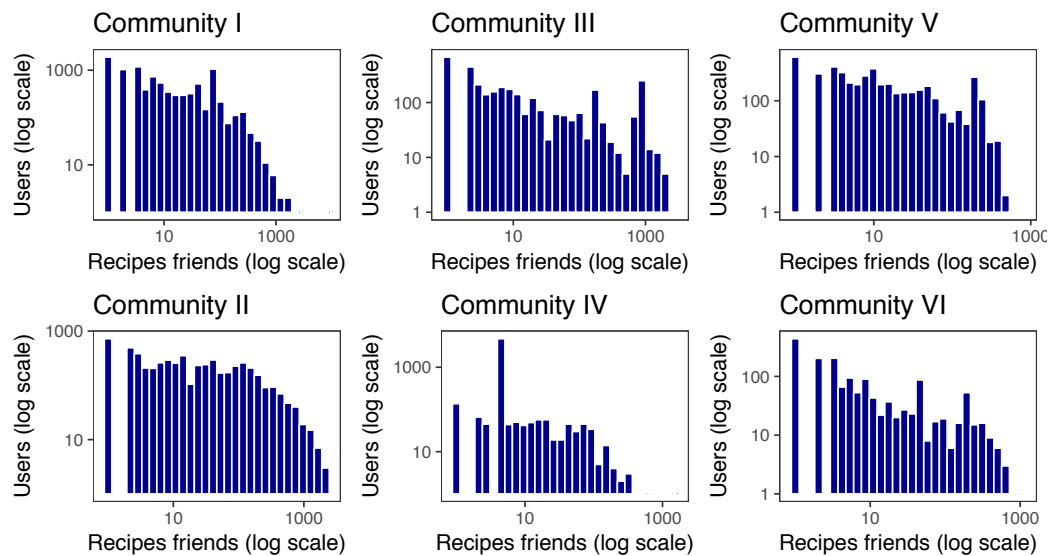 Community I
Users (log scale)
1000
10
10
1000
Recipes friends (log scale)
Community III
Users (log scale)
100
10
1
10
1000
Recipes friends (log scale)
Community V
Users (log scale)
100
10
1
10
1000
Recipes friends (log scale)
Community II
Users (log scale)
1000
10
10
1000
Recipes friends (log scale)
Community IV
Users (log scale)
1000
10
10
1000
Recipes friends (log scale)
Community VI
Users (log scale)
100
10
1
10
1000
Recipes friends (log scale)